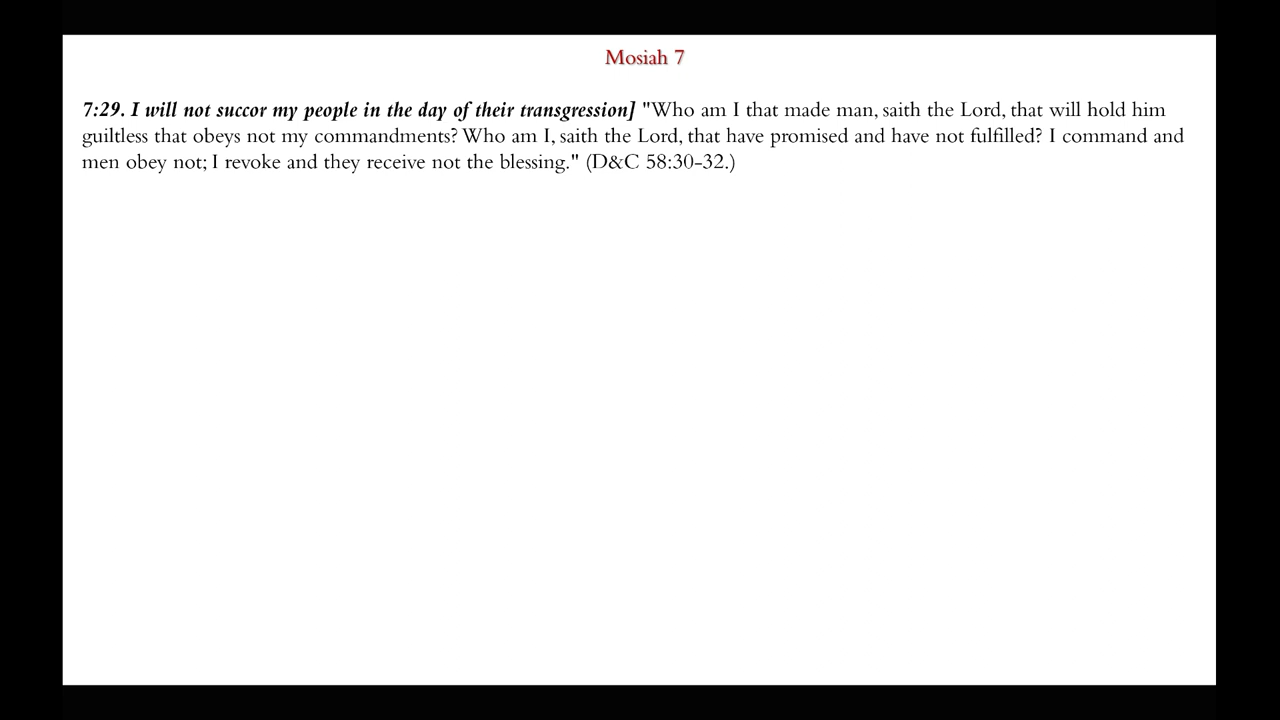 Mosiah 7
7:29. I will not succor my people in the day of their transgression] "Who am I that made man, saith the Lord, that will hold him
guiltless that obeys not my commandments? Who am I, saith the Lord, that have promised and have not fulfilled? I command and
men obey not; I revoke and they receive not the blessing." (D&C 58:30-32.)